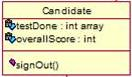 Candidate
testDone : int array
overallScore : int
signOut()